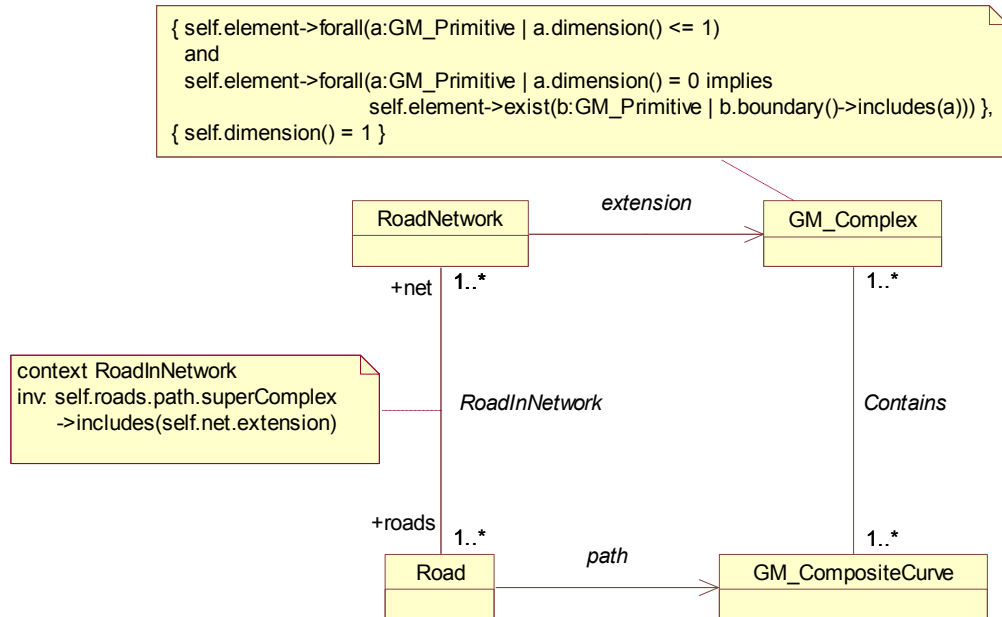 { self.element->forall(a:GM_Primitive | a.dimension() <= 1)
and
self.element->forall(a:GM_Primitive | a.dimension() = 0 implies
self.element->exist(b:GM_Primitive | b.boundary()->includes(a))) },
{ self.dimension() = 1 }
extension
RoadNetwork
GM_Complex
+net
1..*
1..*
context RoadInNetwork
inv: self.roads.path.superComplex
->includes(self.net.extension)
RoadInNetwork
Contains
+roads
1..*
1..*
path
Road
GM_CompositeCurve